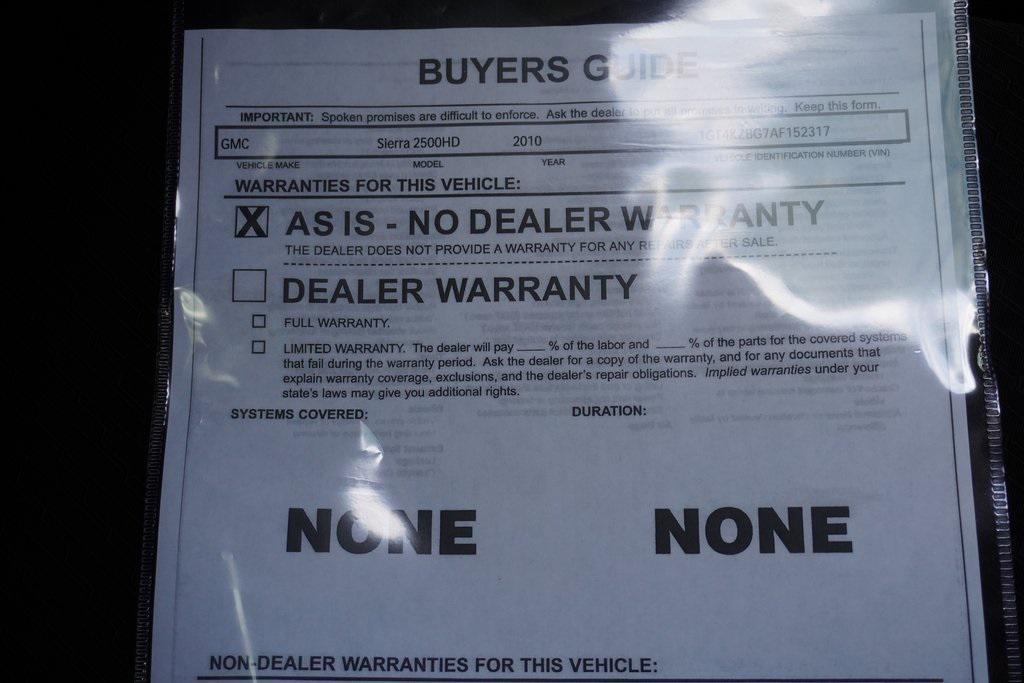 BUYERS GUIDE
IMPORTANT: Spoken promises are difficult to enforce. Ask the dealer to put all promises in writing. Keep this form.
GMC Sierra 2500HD 2010 1GT4KZBG7AF152317
VEHICLE MAKE MODEL YEAR VEHICLE IDENTIFICATION NUMBER (VIN)
WARRANTIES FOR THIS VEHICLE:
X AS IS - NO DEALER WARRANTY
THE DEALER DOES NOT PROVIDE A WARRANTY FOR ANY REPAIRS AFTER SALE.
DEALER WARRANTY
FULL WARRANTY.
LIMITED WARRANTY. The dealer will pay ____ % of the labor and ____ % of the parts for the covered systems
that fail during the warranty period. Ask the dealer for a copy of the warranty, and for any documents that
explain warranty coverage, exclusions, and the dealer's repair obligations. Implied warranties under your
state's laws may give you additional rights.
SYSTEMS COVERED: DURATION:
NONE NONE
NON-DEALER WARRANTIES FOR THIS VEHICLE: